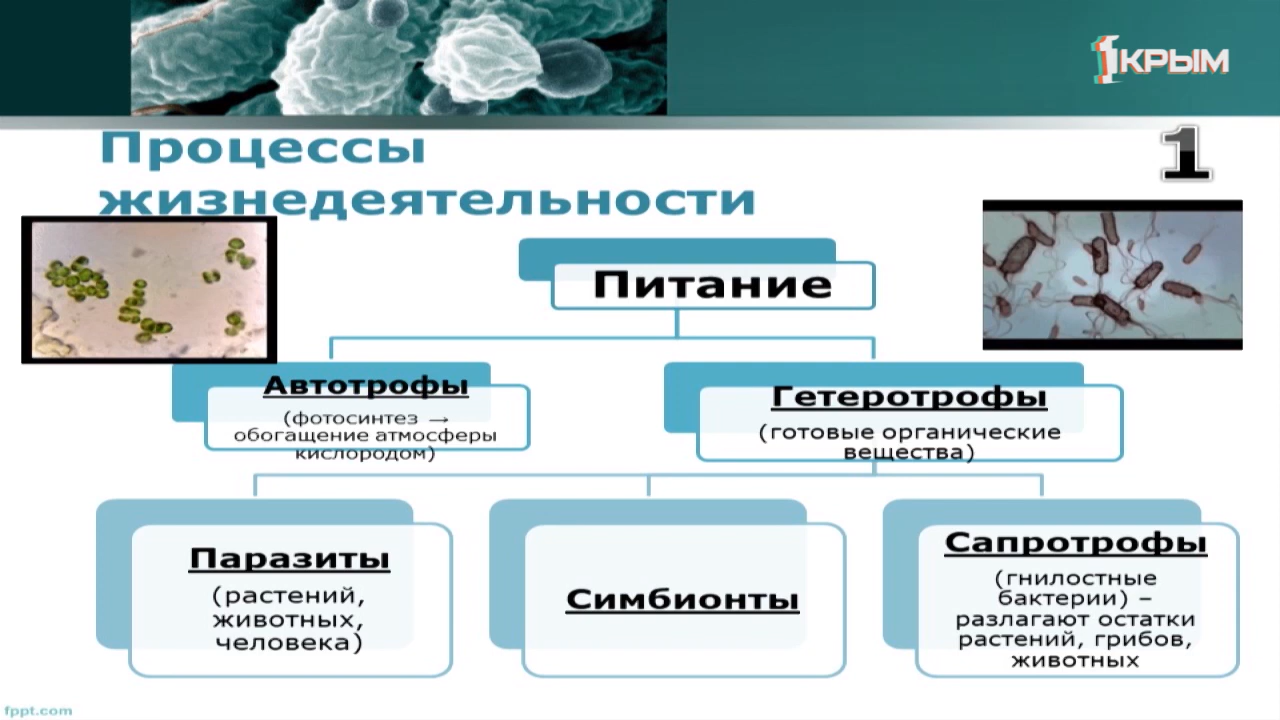 1КРЫМ
Процессы
жизнедеятельности
1
Питание
Автотрофы
(фотосинтез →
обогащение атмосферы
кислородом)
Гетеротрофы
(готовые органические
вещества)
Паразиты
(растений,
животных,
человека)
Симбионты
Сапротрофы
(гнилостные
бактерии) –
разлагают остатки
растений, грибов,
животных
fppt.com